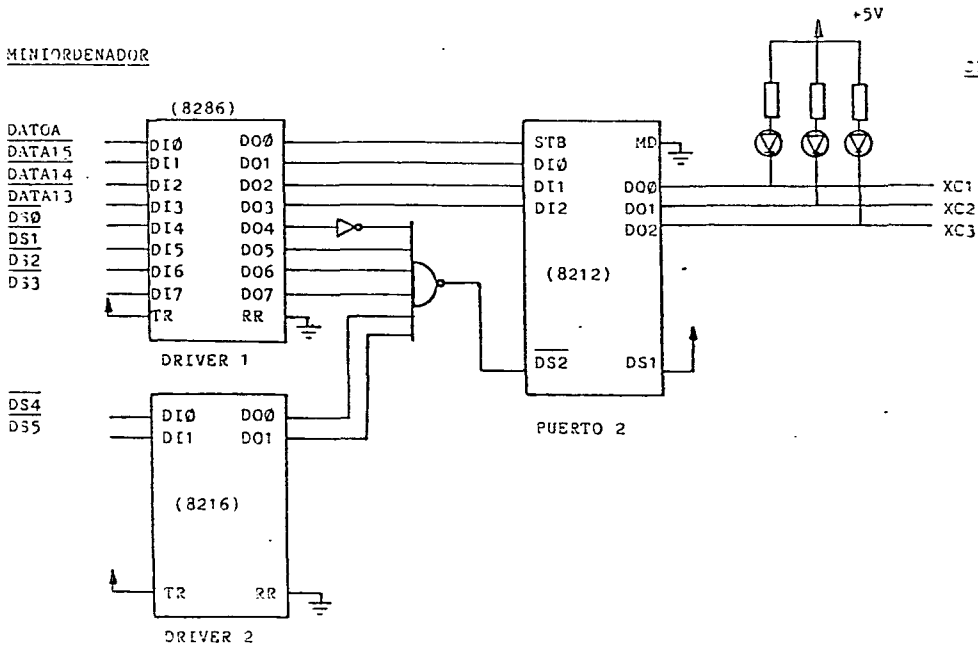 +5V
MINIORDENADOR
(8286)
DATOA
DATA15
DATA14
DATA13
DS0
DS1
DS2
DS3
DI0 DO0
DI1 DO1
DI2 DO2
DI3 DO3
DI4 DO4
DI5 DO5
DI6 DO6
DI7 DO7
TR RR
DRIVER 1
STB MD
DI0
DI1 DO0
DI2 DO1
DO2
(8212)
DS2 DS1
PUERTO 2
XC1
XC2
XC3
DS4
DS5
DI0 DO0
DI1 DO1
(8216)
TR RR
DRIVER 2